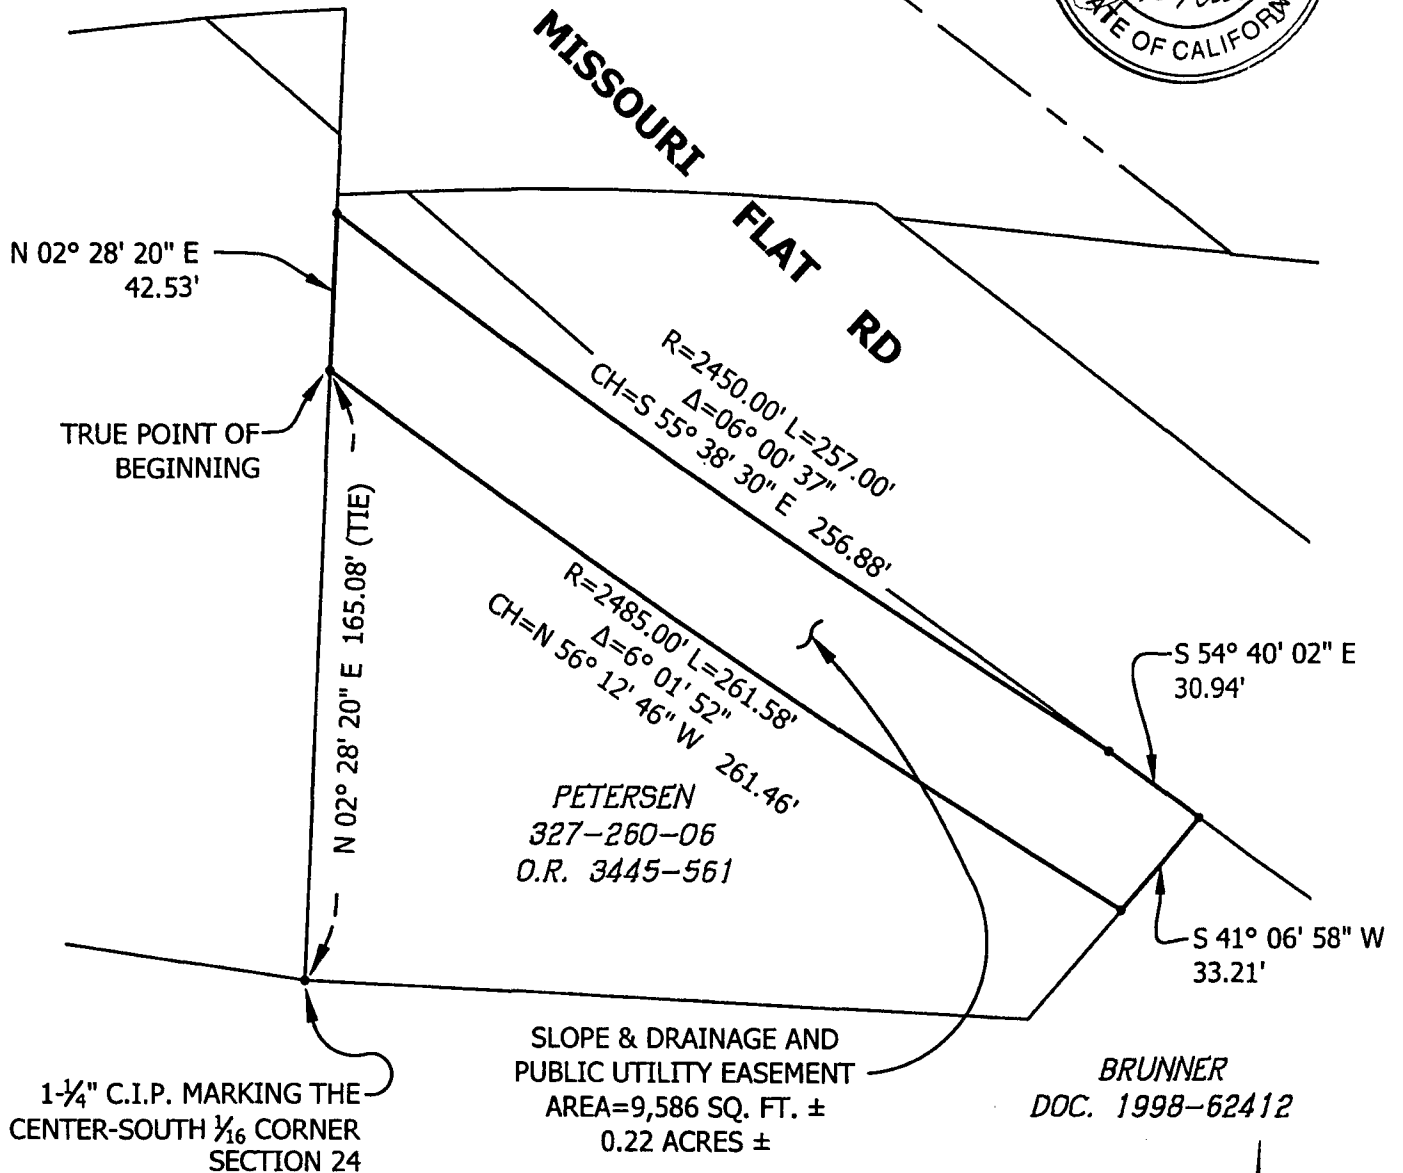 ATE OF CALIFOR
MISSOURI FLAT RD
N 02° 28' 20" E
42.53'
TRUE POINT OF
BEGINNING
N 02° 28' 20" E 165.08' (TIE)
R=2450.00' L=257.00'
Δ=06° 00' 37"
CH=S 55° 38' 30" E 256.88'
R=2485.00' L=261.58'
Δ=6° 01' 52"
CH=N 56° 12' 46" W 261.46'
S 54° 40' 02" E
30.94'
PETERSEN
327-260-06
O.R. 3445-561
S 41° 06' 58" W
33.21'
SLOPE & DRAINAGE AND
PUBLIC UTILITY EASEMENT
AREA=9,586 SQ. FT. ±
0.22 ACRES ±
BRUNNER
DOC. 1998-62412
1-¼" C.I.P. MARKING THE
CENTER-SOUTH 1⁄16 CORNER
SECTION 24